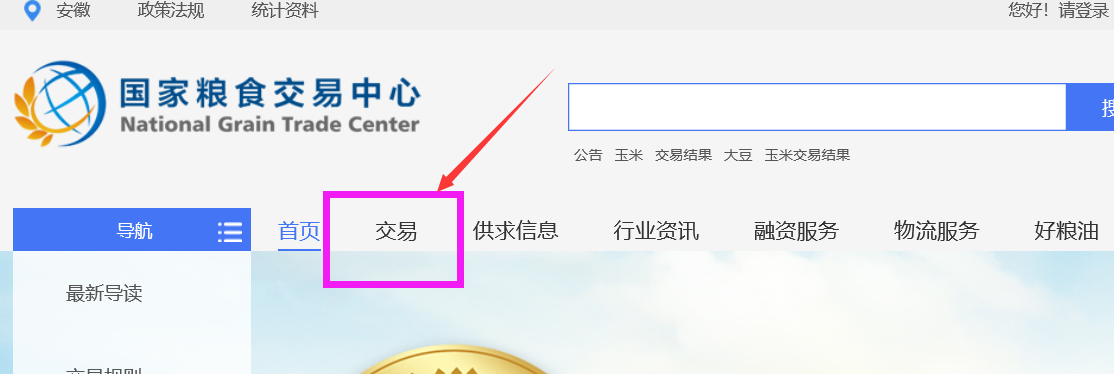 安徽 政策法规 统计资料 您好！请登录
国家粮食交易中心
National Grain Trade Center
公告 玉米 交易结果 大豆 玉米交易结果
导航 首页 交易 供求信息 行业资讯 融资服务 物流服务 好粮油
最新导读